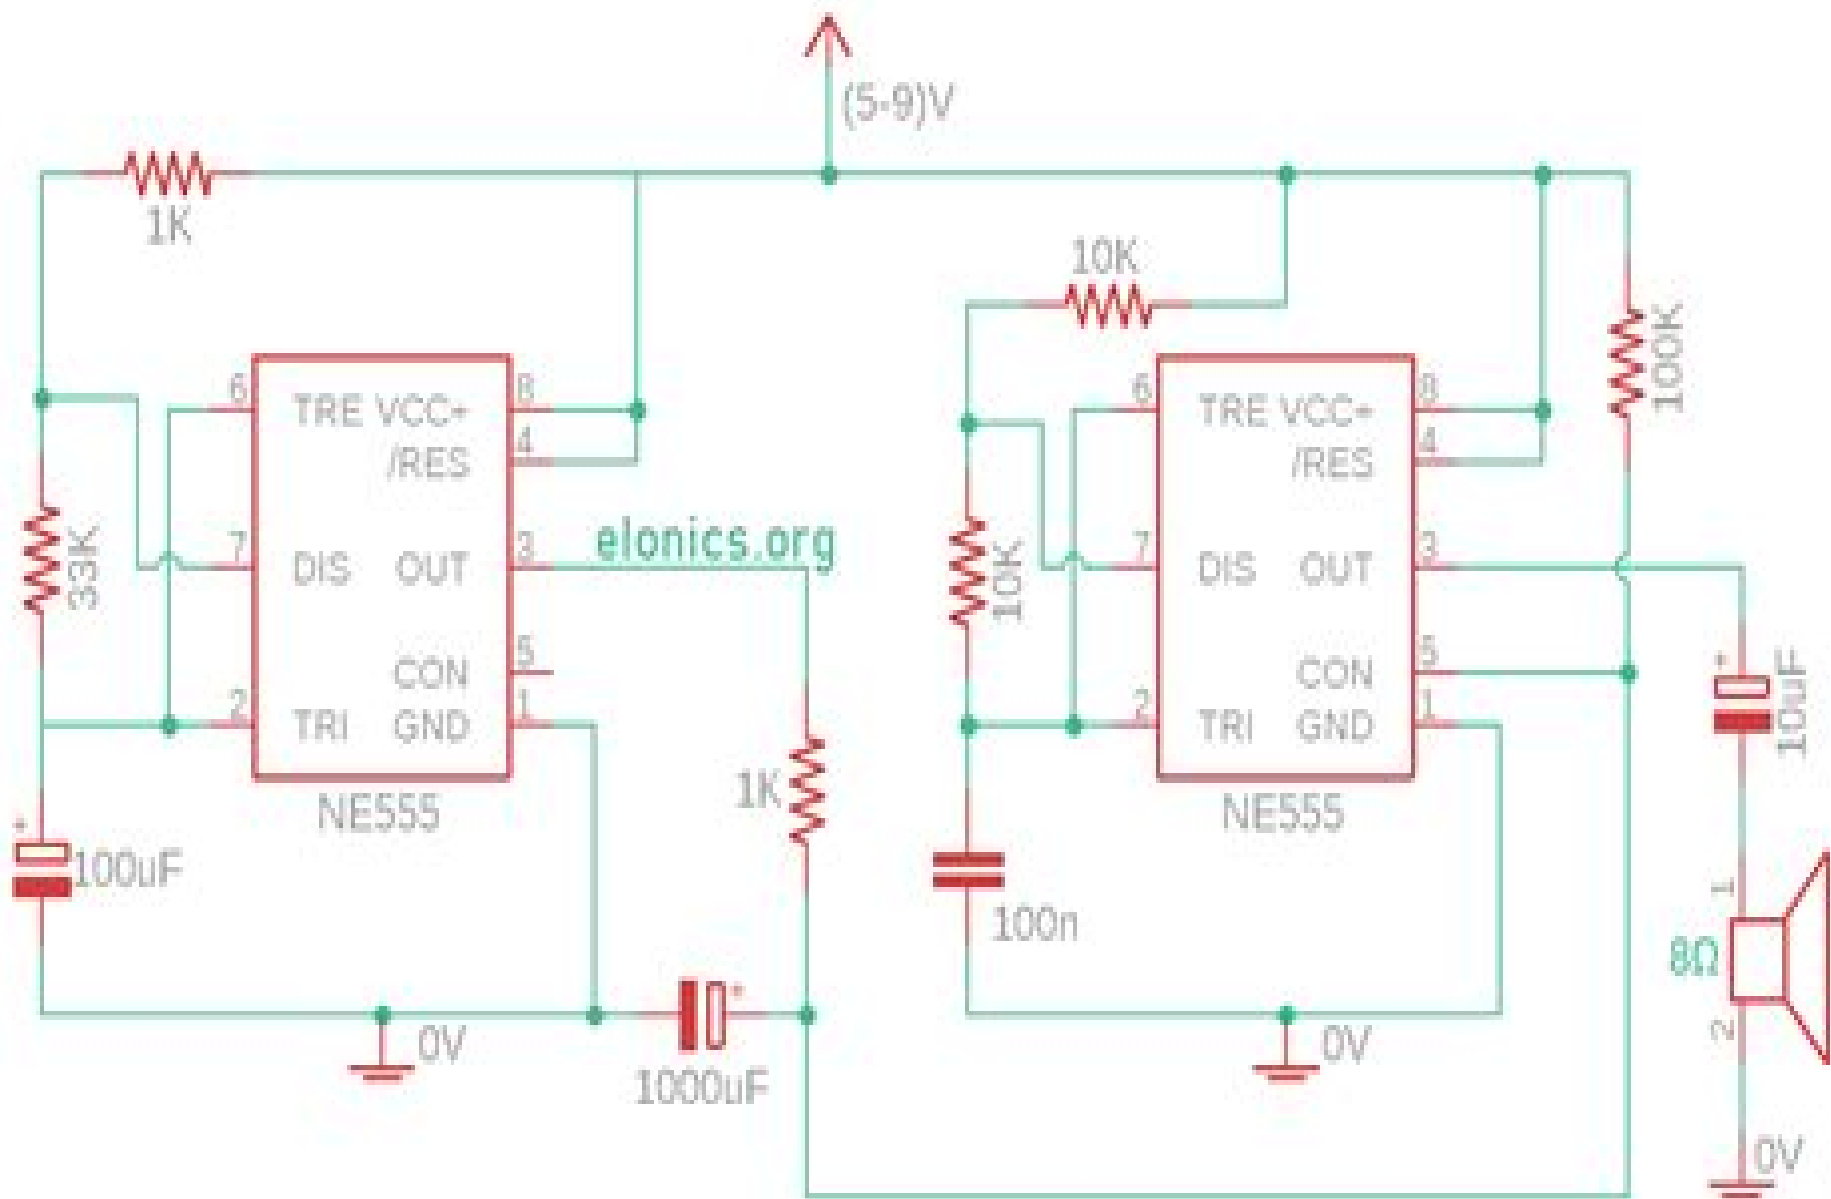 (5-9)V
1K
10K
100K
6
TRE
VCC+
8
/RES
4
7
DIS
OUT
3
elonics.org
CON
5
2
TRI
GND
1
NE555
33K
+
100uF
1K
+
1000uF
0V
6
TRE
VCC+
8
/RES
4
7
DIS
OUT
3
CON
5
2
TRI
GND
1
NE555
10K
100n
0V
+
10uF
1
8Ω
2
0V